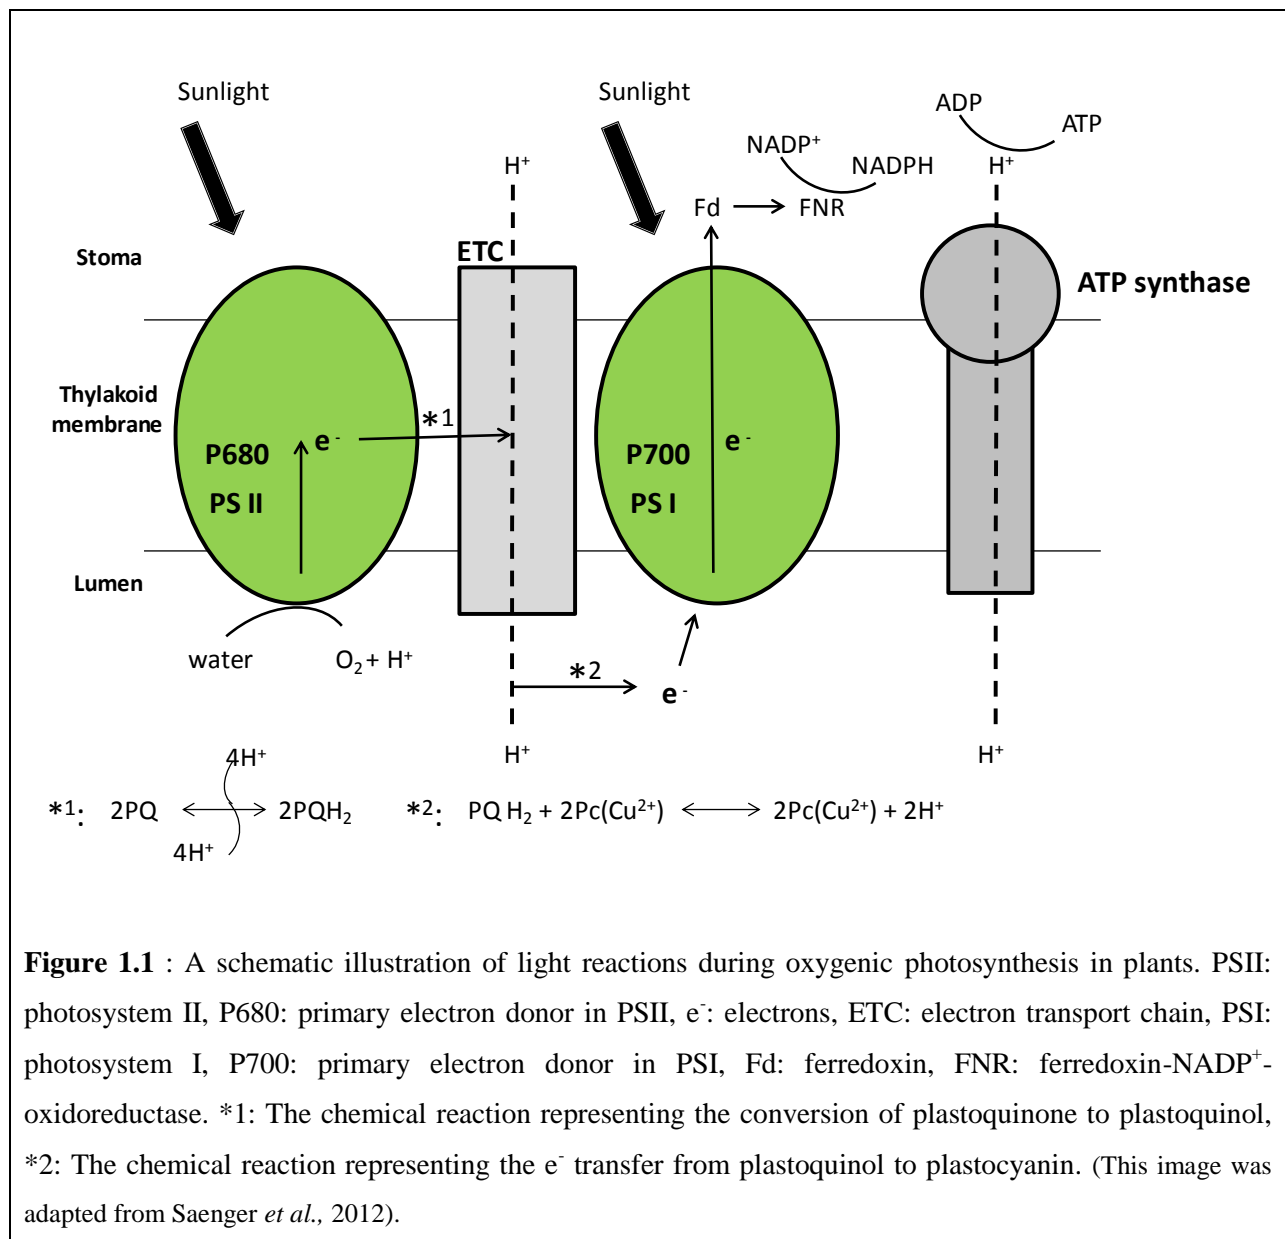 Sunlight
Sunlight
ADP
ATP
NADP⁺
NADPH
H⁺
H⁺
Fd
FNR
ETC
Stoma
ATP synthase
Thylakoid
membrane
*1
e⁻
e⁻
P680
P700
PS II
PS I
Lumen
water
O₂ + H⁺
*2
e⁻
H⁺
H⁺
4H⁺
*1: 2PQ 2PQH₂
4H⁺
*2: PQ H₂ + 2Pc(Cu²⁺) ⟷ 2Pc(Cu²⁺) + 2H⁺
Figure 1.1 : A schematic illustration of light reactions during oxygenic photosynthesis in plants. PSII:
photosystem II, P680: primary electron donor in PSII, e⁻: electrons, ETC: electron transport chain, PSI:
photosystem I, P700: primary electron donor in PSI, Fd: ferredoxin, FNR: ferredoxin-NADP⁺-
oxidoreductase. *1: The chemical reaction representing the conversion of plastoquinone to plastoquinol,
*2: The chemical reaction representing the e⁻ transfer from plastoquinol to plastocyanin. (This image was
adapted from Saenger et al., 2012).